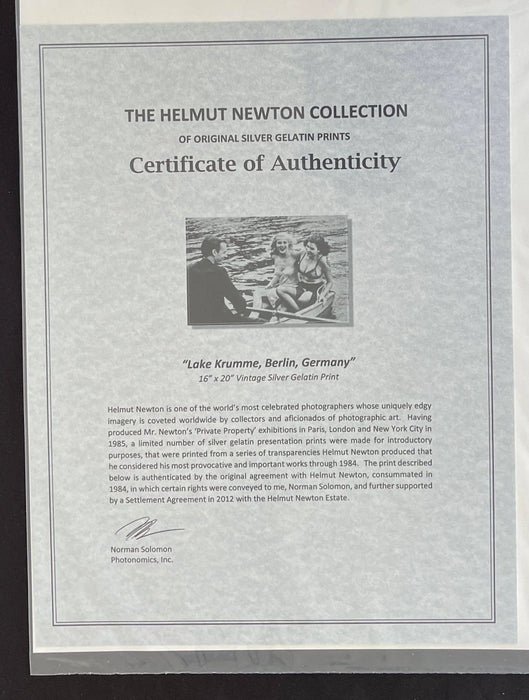 THE HELMUT NEWTON COLLECTION
OF ORIGINAL SILVER GELATIN PRINTS
Certificate of Authenticity
"Lake Krumme, Berlin, Germany"
16" x 20" Vintage Silver Gelatin Print
Helmut Newton is one of the world's most celebrated photographers whose uniquely edgy
imagery is coveted worldwide by collectors and aficionados of photographic art. Having
produced Mr. Newton's 'Private Property' exhibitions in Paris, London and New York City in
1985, a limited number of silver gelatin presentation prints were made for introductory
purposes, that were printed from a series of transparencies Helmut Newton produced that
he considered his most provocative and important works through 1984. The print described
below is authenticated by the original agreement with Helmut Newton, consummated in
1984, in which certain rights were conveyed to me, Norman Solomon, and further supported
by a Settlement Agreement in 2012 with the Helmut Newton Estate.
Norman Solomon
Photonomics, Inc.